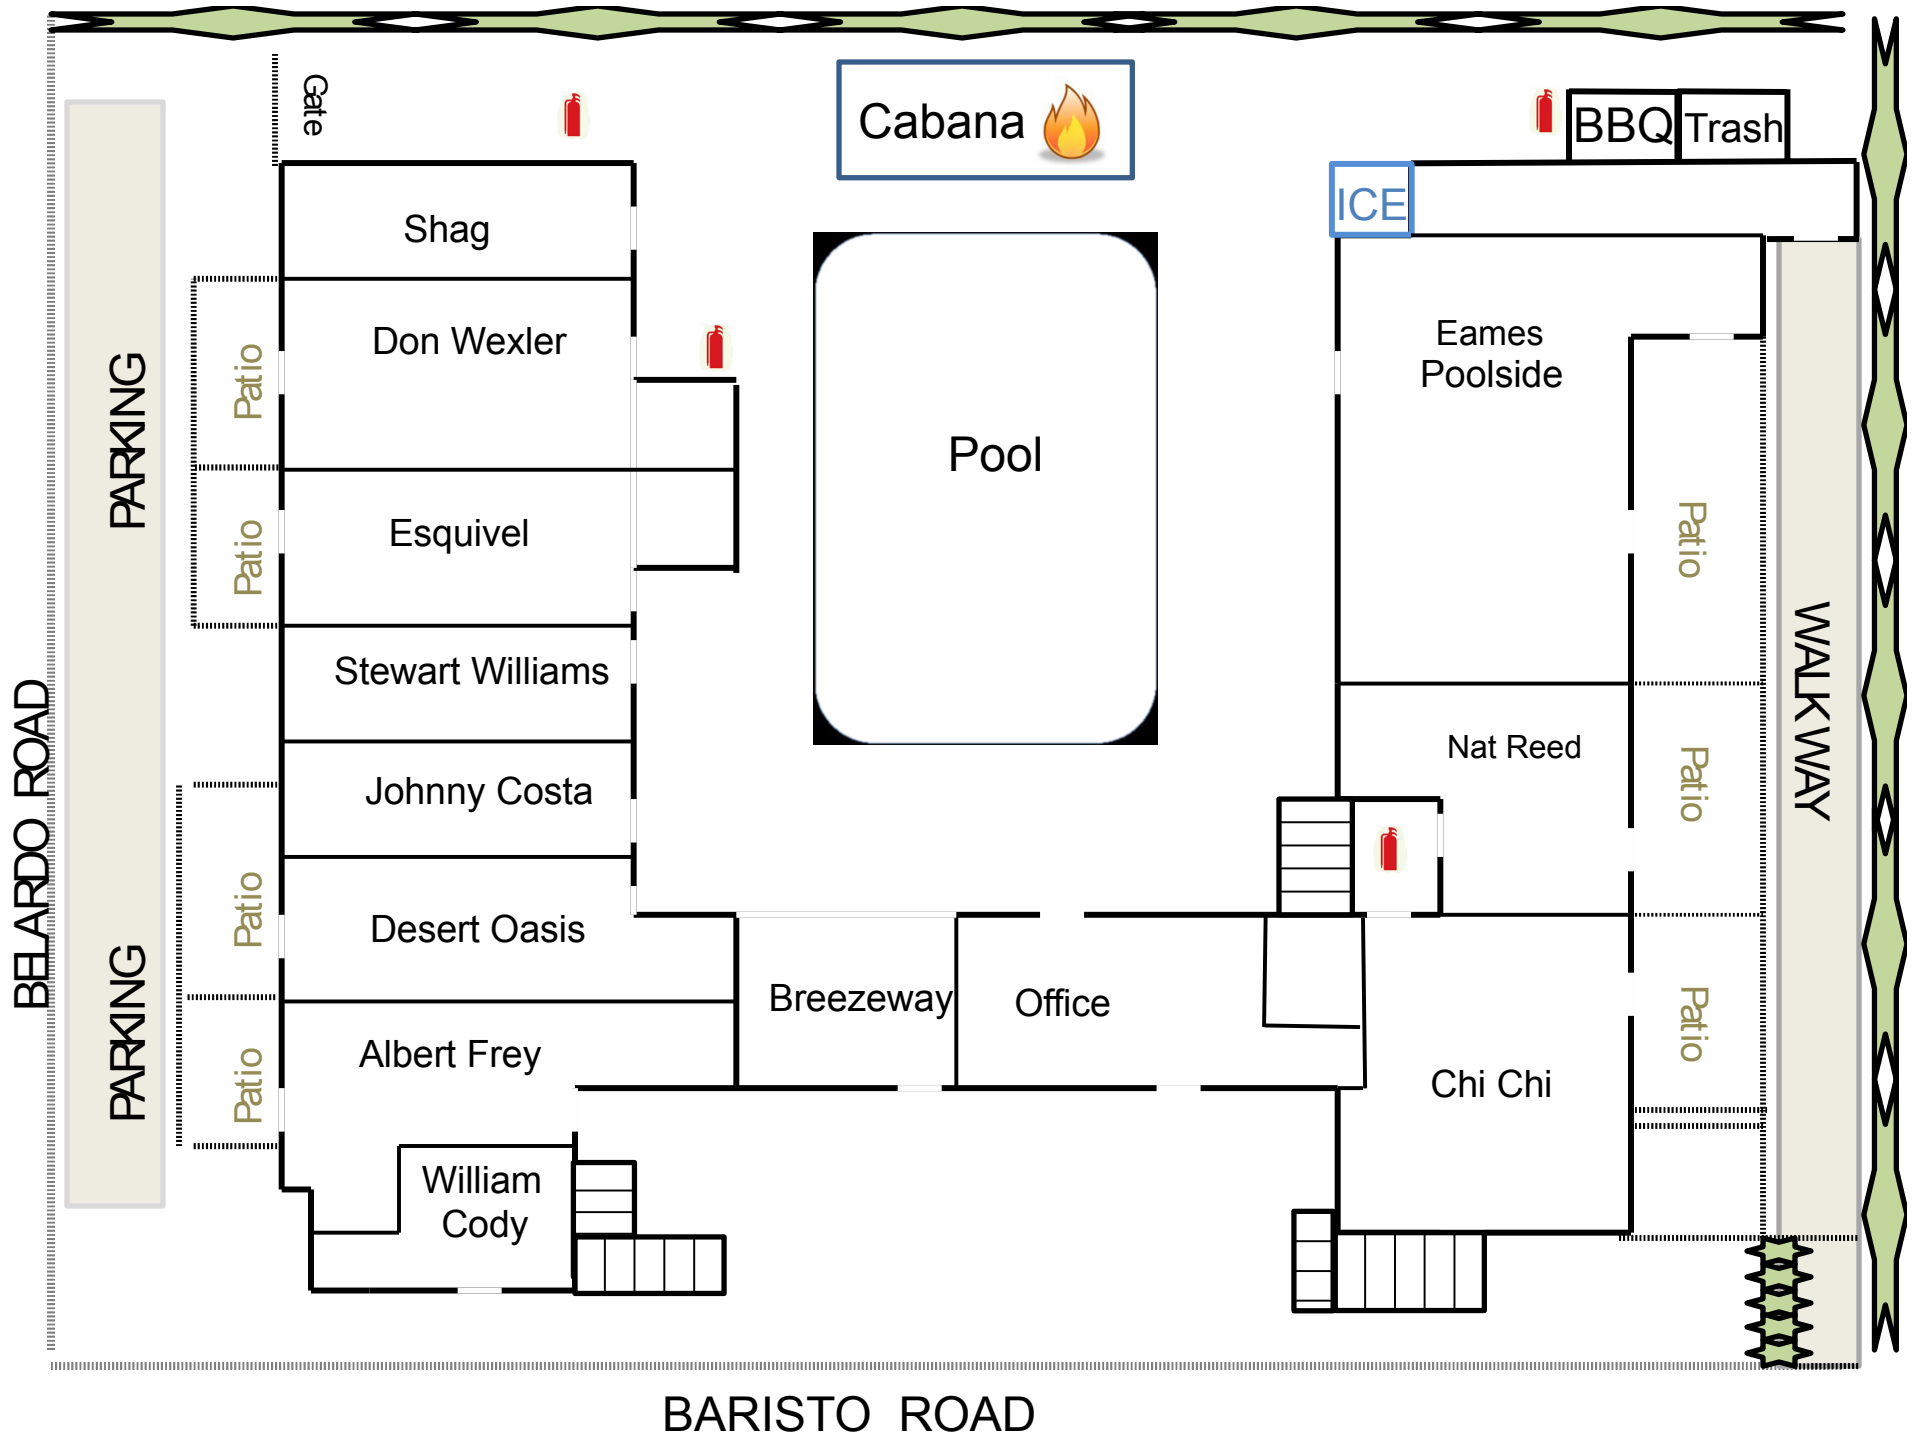 Gate
Cabana
BBQ
Trash
ICE
Shag
Don Wexler
Eames
Poolside
Patio
PARKING
Pool
Esquivel
Patio
Patio
Stewart Williams
WALKWAY
Nat Reed
Patio
Johnny Costa
BELARDO ROAD
Desert Oasis
Patio
Breezeway
Office
Patio
PARKING
Albert Frey
Patio
Chi Chi
William
Cody
BARISTO ROAD